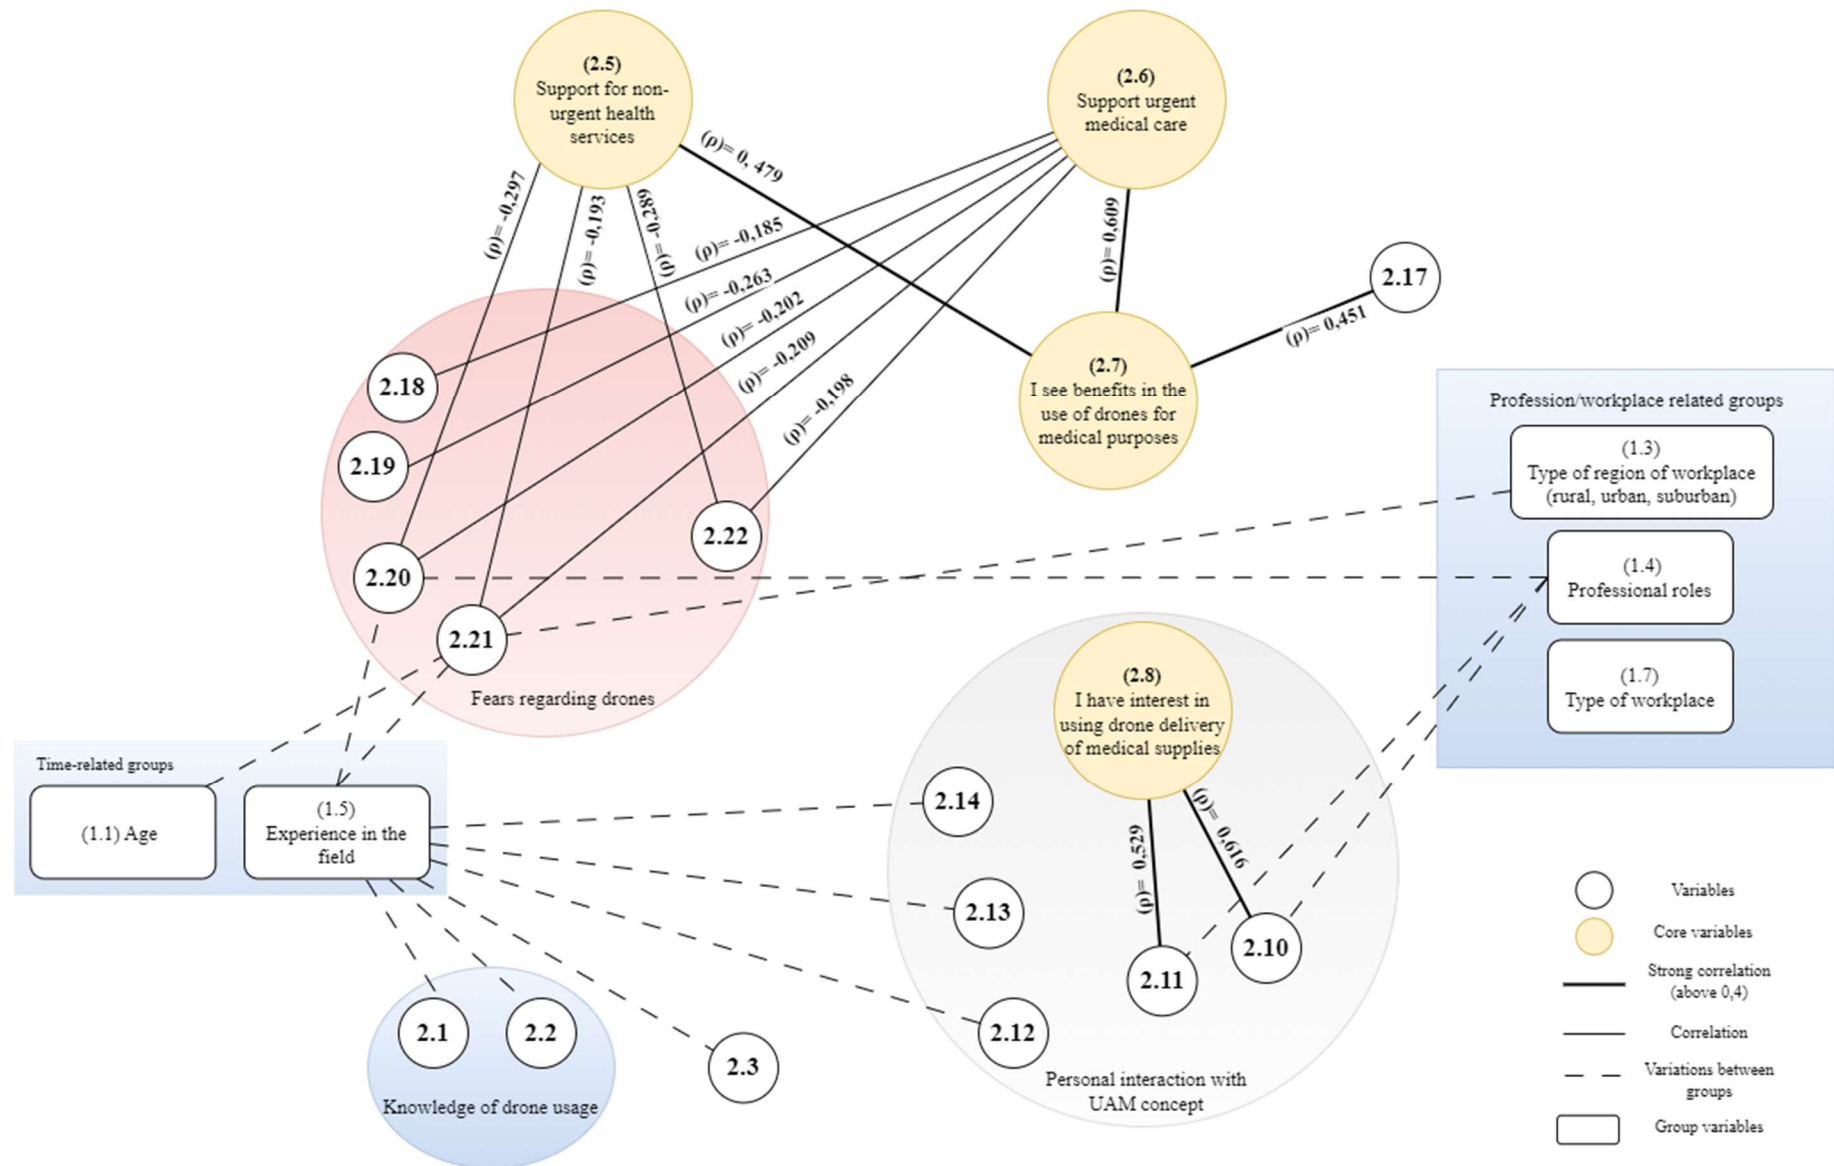 (2.5)
Support for non-
urgent health
services
(2.6)
Support urgent
medical care
(ρ)= -0,297
(ρ)= -0,193
(ρ)= -0,289
(ρ)= 0, 479
(ρ)= -0,185
(ρ)= -0,263
(ρ)= -0,202
(ρ)= -0,209
(ρ)= -0,198
(ρ)= 0,609
(ρ)= 0,451
2.17
(2.7)
I see benefits in the
use of drones for
medical purposes
2.18
2.19
2.20
2.21
2.22
Fears regarding drones
Profession/workplace related groups
(1.3)
Type of region of workplace
(rural, urban, suburban)
(1.4)
Professional roles
(1.7)
Type of workplace
Time-related groups
(1.1) Age
(1.5)
Experience in the
field
(2.8)
I have interest in
using drone delivery
of medical supplies
(ρ)= 0,529
(ρ)= 0,616
2.14
2.13
2.12
2.11
2.10
Personal interaction with
UAM concept
2.1
2.2
Knowledge of drone usage
2.3
Variables
Core variables
Strong correlation
(above 0,4)
Correlation
Variations between
groups
Group variables